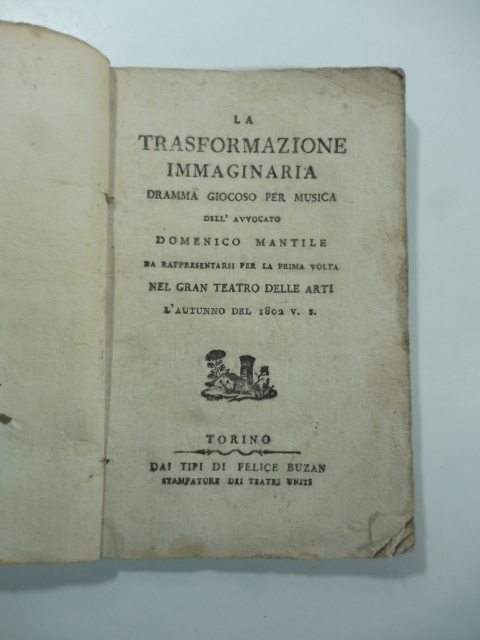 LA
TRASFORMAZIONE
IMMAGINARIA
DRAMMA GIOCOSO PER MUSICA
DELL' AVVOCATO
DOMENICO MANTILE
DA RAPPRESENTARSI PER LA PRIMA VOLTA
NEL GRAN TEATRO DELLE ARTI
L'AUTUNNO DEL 1802 V. S.
TORINO
DAI TIPI DI FELICE BUZAN
STAMPATORE DEI TEATRI UNITI